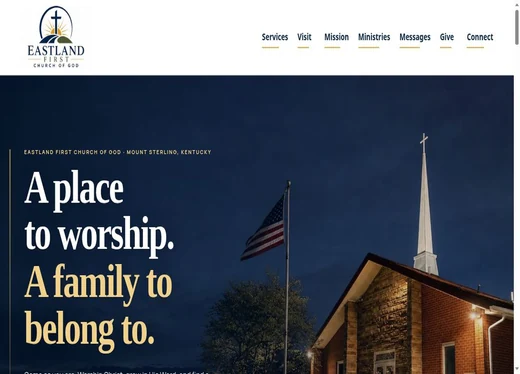 EASTLAND
FIRST
CHURCH OF GOD
Services Visit Mission Ministries Messages Give Connect
EASTLAND FIRST CHURCH OF GOD · MOUNT STERLING, KENTUCKY
A place
to worship.
A family to
belong to.